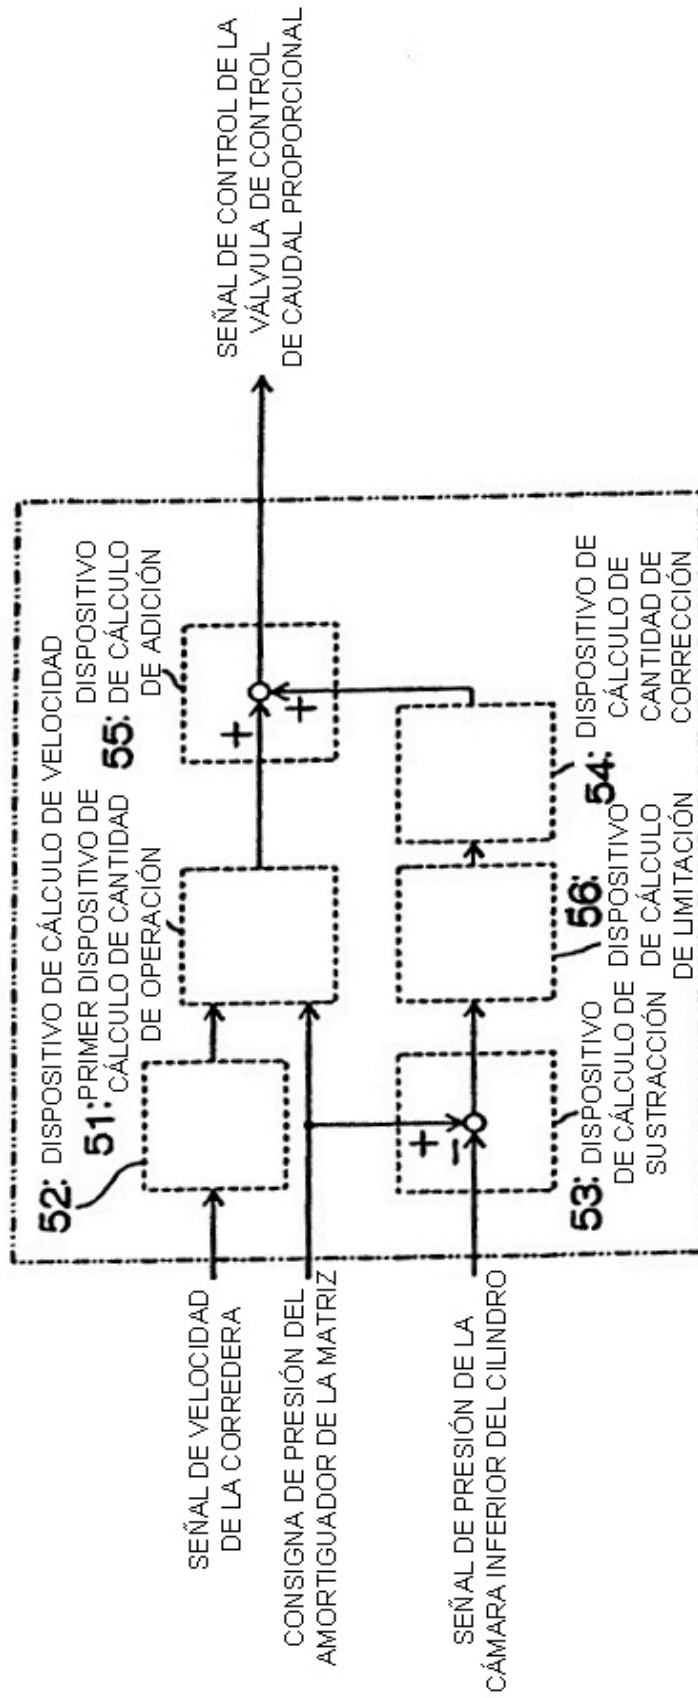 SEÑAL DE VELOCIDAD
DE LA CORREDERA
CONSIGNA DE PRESIÓN DEL
AMORTIGUADOR DE LA MATRIZ
SEÑAL DE PRESIÓN DE LA
CÁMARA INFERIOR DEL CILINDRO
52: DISPOSITIVO DE CÁLCULO DE VELOCIDAD
51: PRIMER DISPOSITIVO DE
CÁLCULO DE CANTIDAD
DE OPERACIÓN
DISPOSITIVO
55: DE CÁLCULO
DE ADICIÓN
+
+
+
−
53: DISPOSITIVO
DE CÁLCULO DE
SUSTRACCIÓN
56:
DISPOSITIVO
DE CÁLCULO
DE LIMITACIÓN
54:
DISPOSITIVO DE
CÁLCULO DE
CANTIDAD DE
CORRECCIÓN
SEÑAL DE CONTROL DE LA
VÁLVULA DE CONTROL
DE CAUDAL PROPORCIONAL